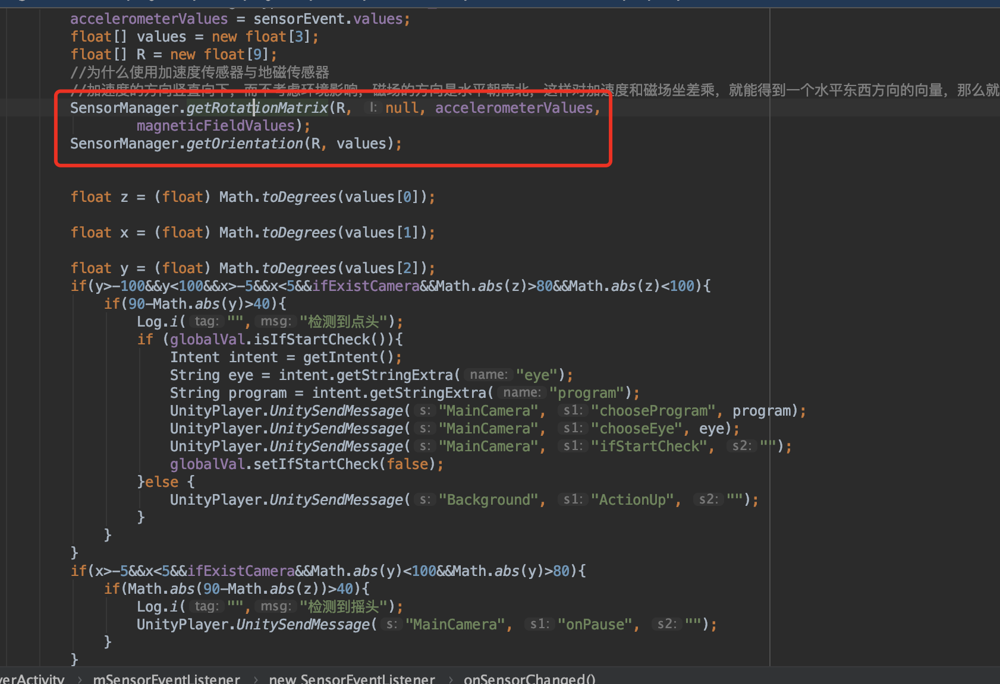 accelerometerValues = sensorEvent.values;
float[] values = new float[3];
float[] R = new float[9];
//为什么使用加速度传感器与地磁传感器
//加速度的方向竖直向下，而不考虑环境影响，磁场的方向是水平朝南北，这样对加速度和磁场坐差乘，就能得到一个水平东西方向的向量，那么就
SensorManager.getRotationMatrix(R, I: null, accelerometerValues,
magneticFieldValues);
SensorManager.getOrientation(R, values);
float z = (float) Math.toDegrees(values[0]);
float x = (float) Math.toDegrees(values[1]);
float y = (float) Math.toDegrees(values[2]);
if(y>-100&&y<100&&x>-5&&x<5&&ifExistCamera&&Math.abs(z)>80&&Math.abs(z)<100){
if(90-Math.abs(y)>40){
Log.i( tag: "", msg: "检测到点头");
if (globalVal.isIfStartCheck()){
Intent intent = getIntent();
String eye = intent.getStringExtra( name: "eye");
String program = intent.getStringExtra( name: "program");
UnityPlayer.UnitySendMessage( s: "MainCamera", s1: "chooseProgram", program);
UnityPlayer.UnitySendMessage( s: "MainCamera", s1: "chooseEye", eye);
UnityPlayer.UnitySendMessage( s: "MainCamera", s1: "ifStartCheck", s2: "");
globalVal.setIfStartCheck(false);
}else {
UnityPlayer.UnitySendMessage( s: "Background", s1: "ActionUp", s2: "");
}
}
}
if(x>-5&&x<5&&ifExistCamera&&Math.abs(y)<100&&Math.abs(y)>80){
if(Math.abs(90-Math.abs(z))>40){
Log.i( tag: "", msg: "检测到摇头");
UnityPlayer.UnitySendMessage( s: "MainCamera", s1: "onPause", s2: "");
}
}
yerActivity › mSensorEventListener › new SensorEventListener › onSensorChanged()